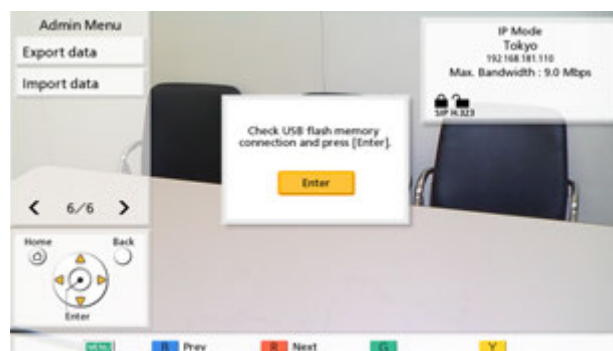 Admin Menu
Export data
Import data
6/6
Home
Back
Enter
IP Mode
Tokyo
192.168.181.110
Max. Bandwidth : 9.0 Mbps
SIP H.323
Check USB flash memory
connection and press [Enter].
Enter
MENU B Prev R Next G Y